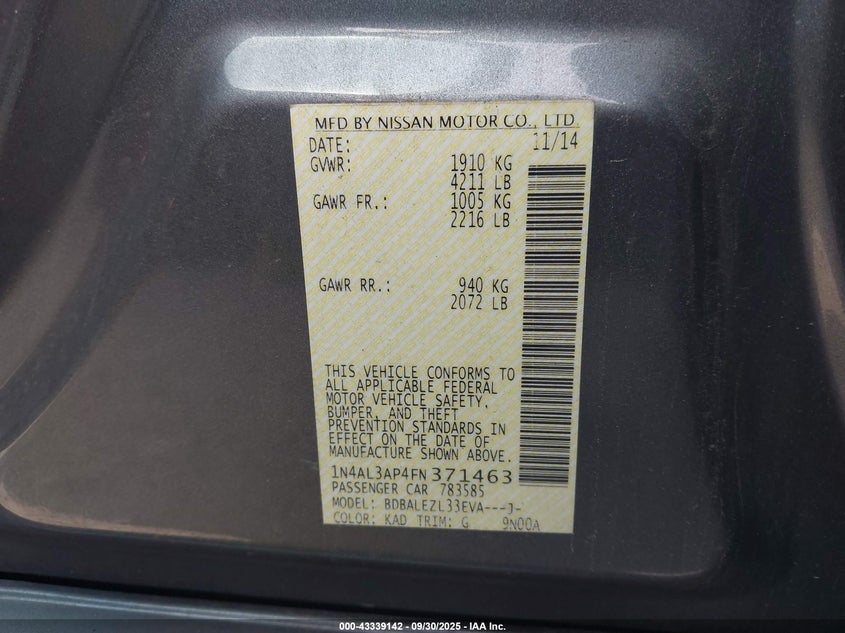 MFD BY NISSAN MOTOR CO., LTD.
DATE: 11/14
GVWR: 1910 KG
4211 LB
GAWR FR.: 1005 KG
2216 LB
GAWR RR.: 940 KG
2072 LB
THIS VEHICLE CONFORMS TO
ALL APPLICABLE FEDERAL
MOTOR VEHICLE SAFETY,
BUMPER, AND THEFT
PREVENTION STANDARDS IN
EFFECT ON THE DATE OF
MANUFACTURE SHOWN ABOVE.
1N4AL3AP4FN371463
PASSENGER CAR 783585
MODEL: BDBALEZL33EVA---J-
COLOR: KAD TRIM: G 9N00A
000-43339142 - 09/30/2025 - IAA Inc.